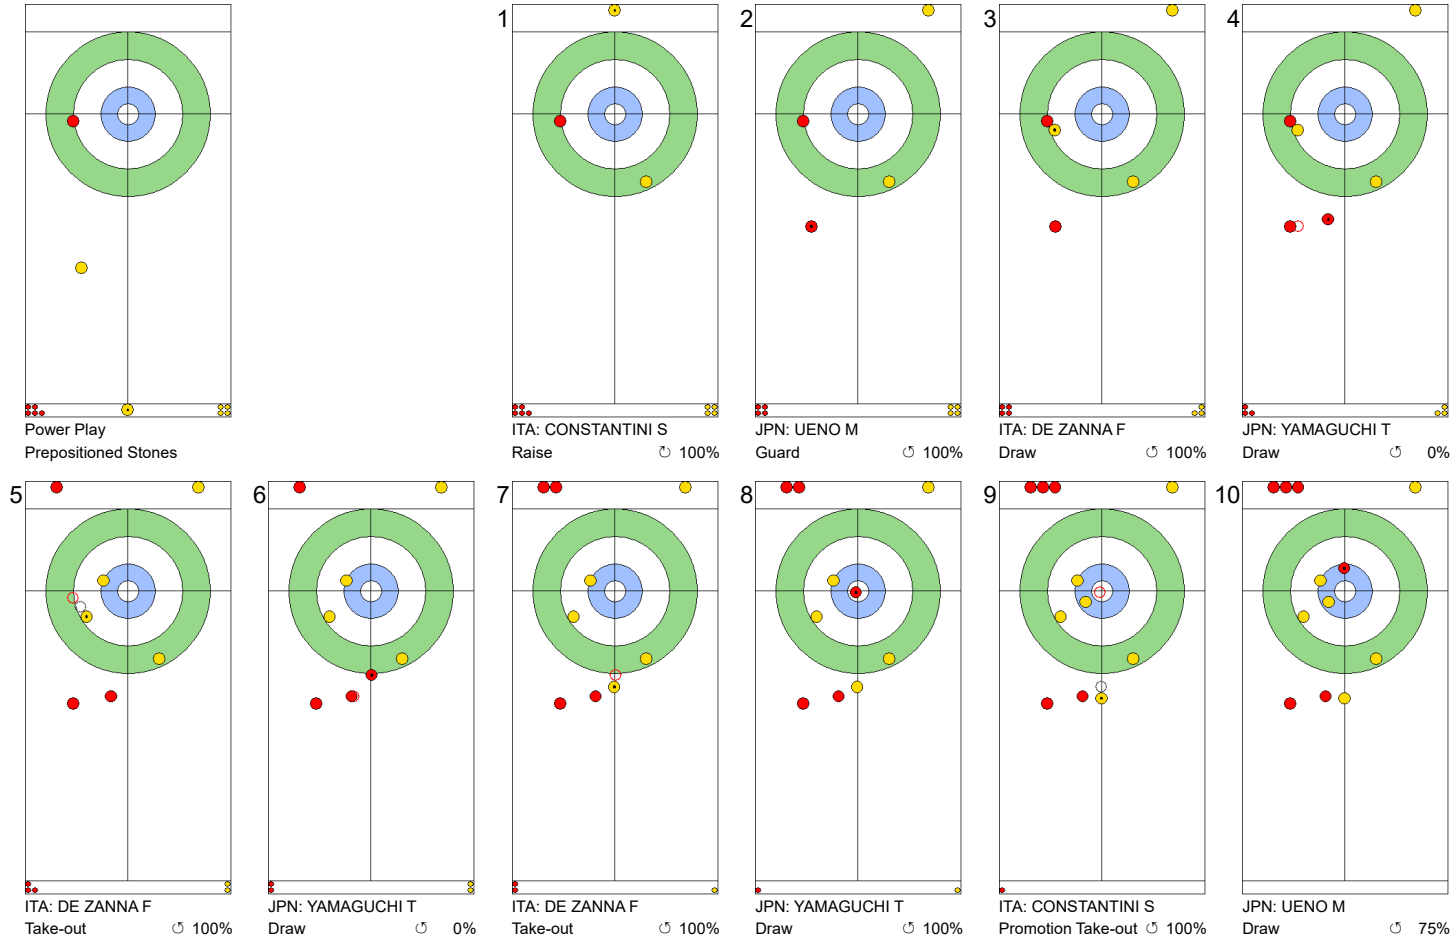 1
2
3
4
Power Play
Prepositioned Stones
ITA: CONSTANTINI S
Raise 100%
JPN: UENO M
Guard 100%
ITA: DE ZANNA F
Draw 100%
JPN: YAMAGUCHI T
Draw 0%
5
6
7
8
9
10
ITA: DE ZANNA F
Take-out 100%
JPN: YAMAGUCHI T
Draw 0%
ITA: DE ZANNA F
Take-out 100%
JPN: YAMAGUCHI T
Draw 100%
ITA: CONSTANTINI S
Promotion Take-out 100%
JPN: UENO M
Draw 75%